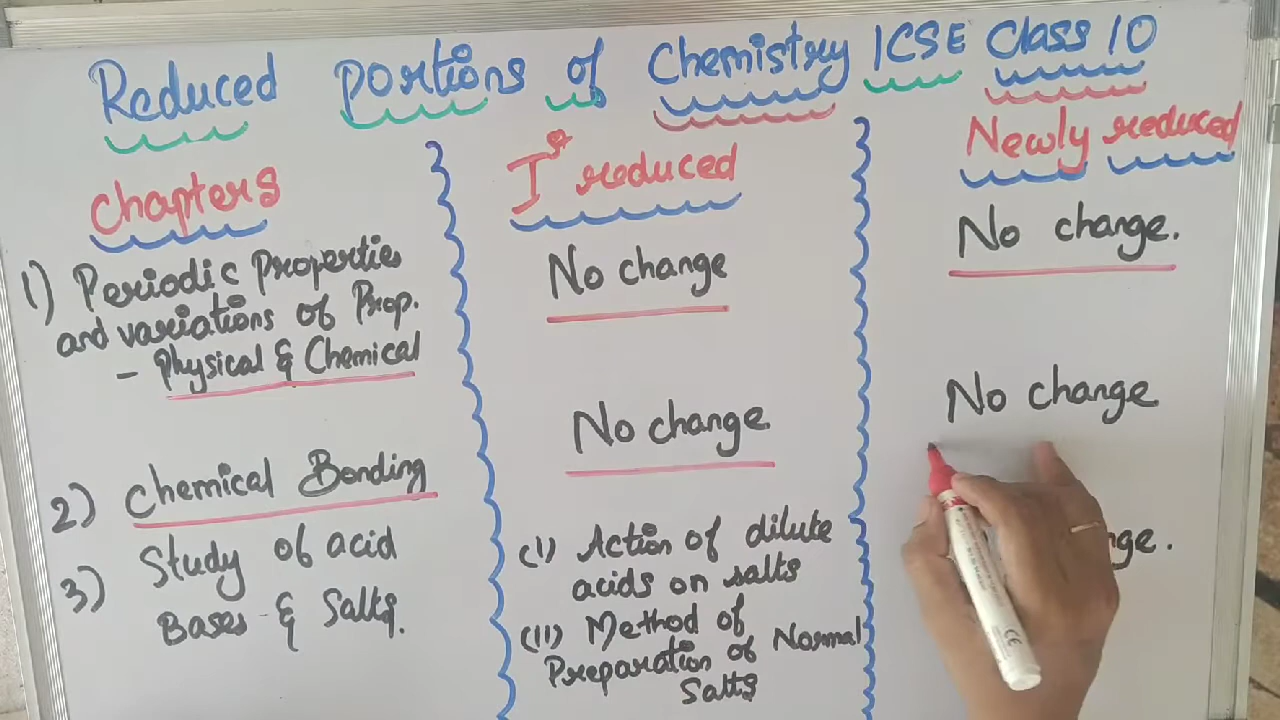 Reduced Portions of Chemistry ICSE Class 10
Chapters
Ist reduced
Newly reduced
1) Periodic Properties
and variations of Prop.
- Physical & Chemical
No change
No change.
2) Chemical Bonding
No change.
No change
3) Study of acid
Bases & Salts.
(I) Action of dilute
acids on salts
(II) Method of
Preparation of Normal
Salts